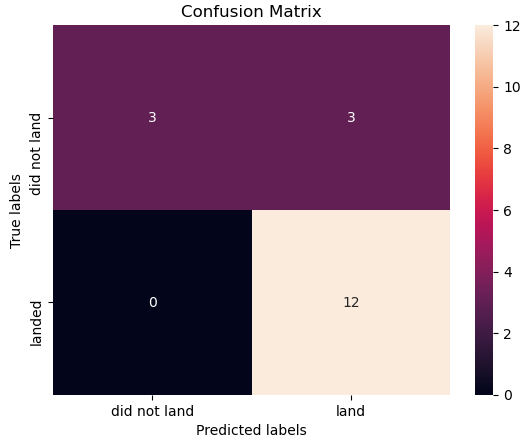 Confusion Matrix
True labels
did not land
landed
3 3
0 12
did not land land
Predicted labels
12
10
8
6
4
2
0